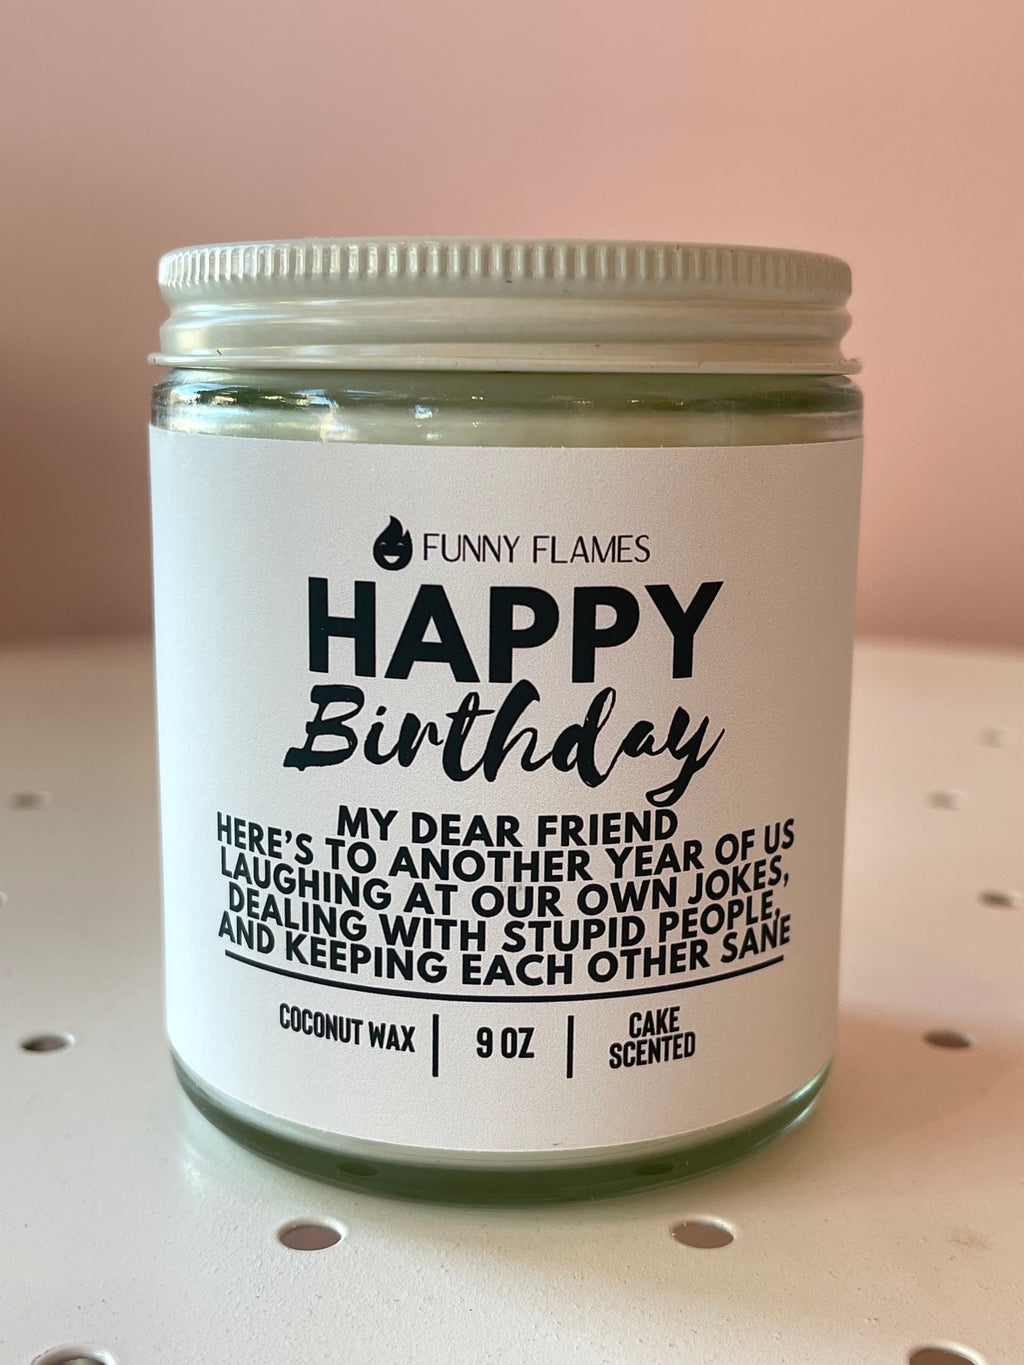 FUNNY FLAMES
HAPPY
Birthday
MY DEAR FRIEND
HERE'S TO ANOTHER YEAR OF US
LAUGHING AT OUR OWN JOKES,
DEALING WITH STUPID PEOPLE,
AND KEEPING EACH OTHER SANE
COCONUT WAX
9 OZ
CAKE
SCENTED